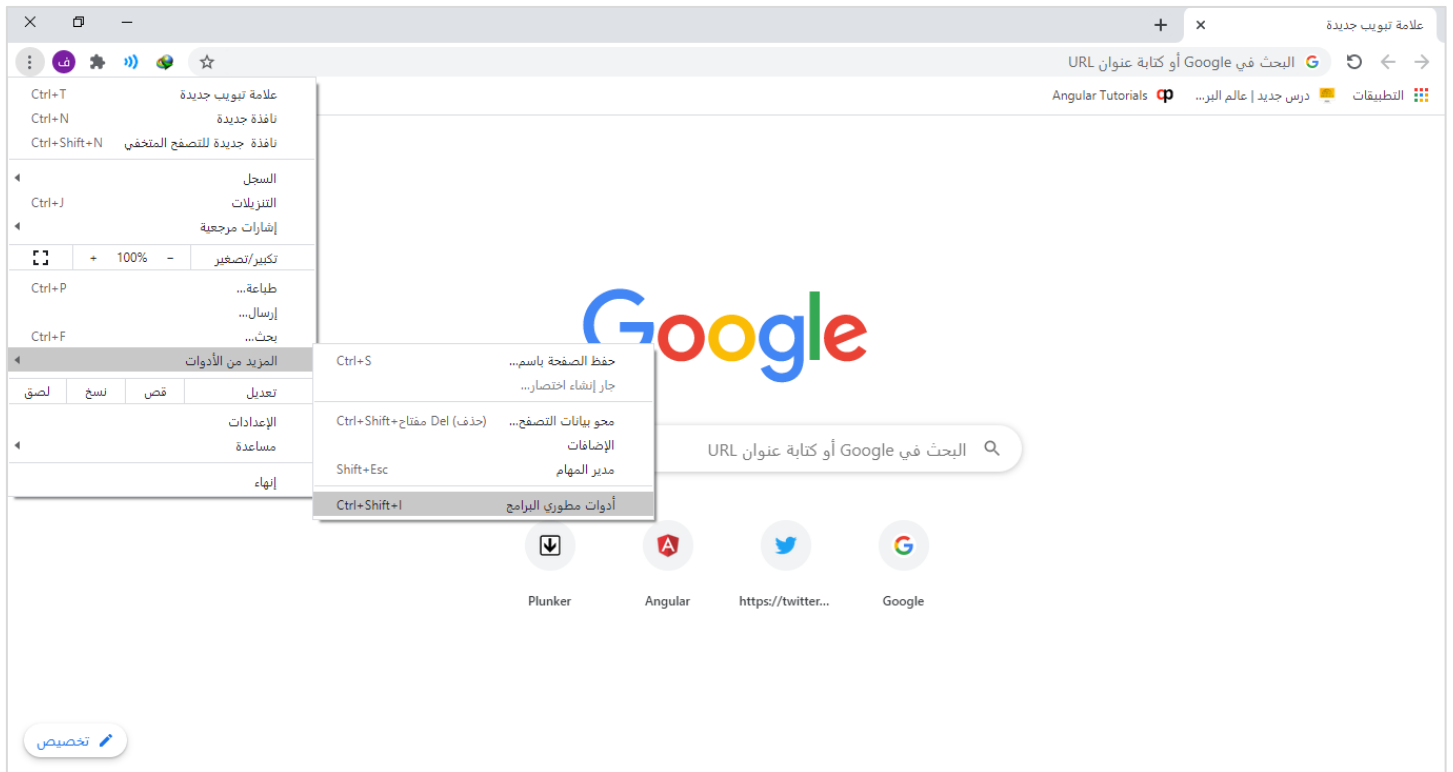 علامة تبويب جديدة
البحث في Google أو كتابة عنوان URL
ف
التطبيقات
درس جديد | عالم البر...
Angular Tutorials
علامة تبويب جديدة Ctrl+T
نافذة جديدة Ctrl+N
نافذة جديدة للتصفح المتخفي Ctrl+Shift+N
السجل
التنزيلات Ctrl+J
إشارات مرجعية
تكبير/تصغير - 100% +
طباعة... Ctrl+P
إرسال...
بحث... Ctrl+F
المزيد من الأدوات
تعديل قص نسخ لصق
الإعدادات
مساعدة
إنهاء
حفظ الصفحة باسم... Ctrl+S
جار إنشاء اختصار...
محو بيانات التصفح... Ctrl+Shift+مفتاح Del (حذف)
الإضافات
مدير المهام Shift+Esc
أدوات مطوري البرامج Ctrl+Shift+I
Google
البحث في Google أو كتابة عنوان URL
Google
https://twitter...
Angular
Plunker
تخصيص